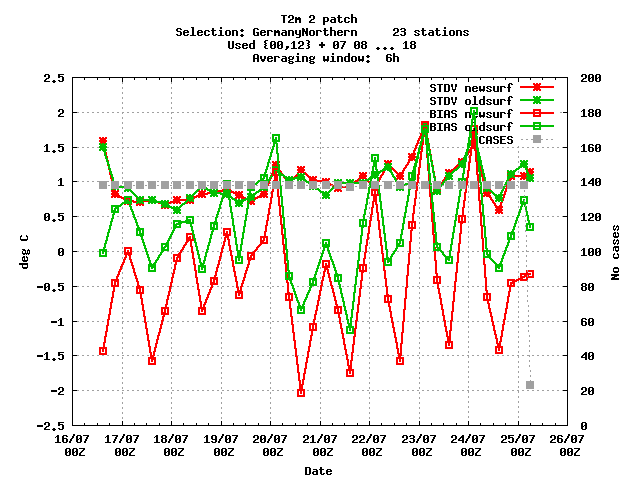 T2m 2 patch
Selection: GermanyNorthern     23 stations
Used {00,12} + 07 08 ... 18
Averaging window:  6h
STDV newsurf
STDV oldsurf
BIAS newsurf
BIAS oldsurf
CASES
2.5
2
1.5
1
0.5
0
-0.5
-1
-1.5
-2
-2.5
deg C
200
180
160
140
120
100
80
60
40
20
0
No cases
16/07 17/07 18/07 19/07 20/07 21/07 22/07 23/07 24/07 25/07 26/07
00Z 00Z 00Z 00Z 00Z 00Z 00Z 00Z 00Z 00Z 00Z
Date